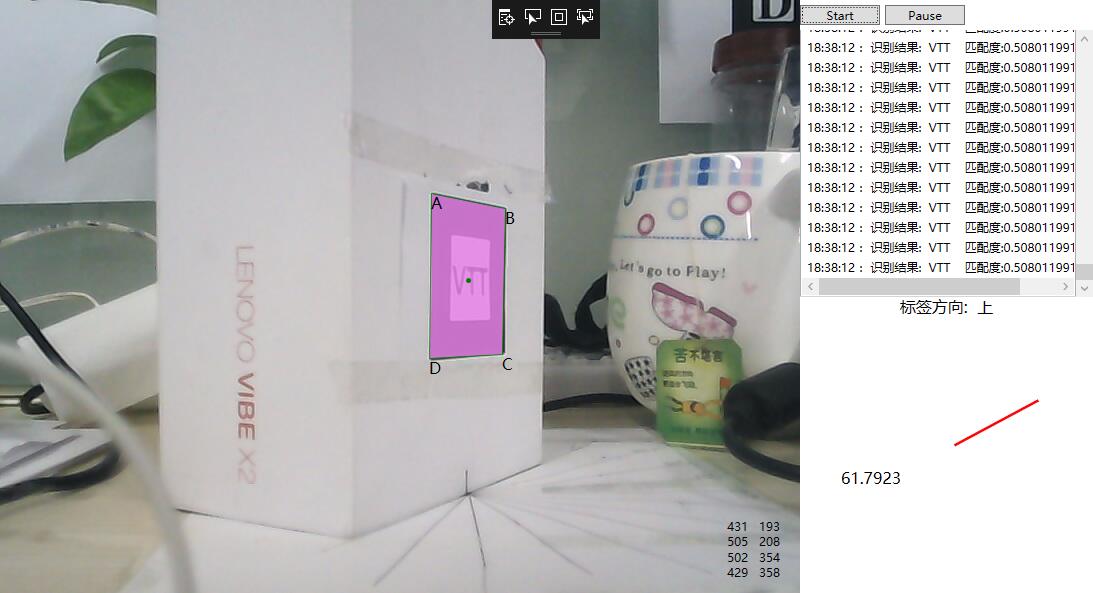 D
Start Pause
18:38:12： 识别结果: VTT 匹配度:0.508011991
18:38:12： 识别结果: VTT 匹配度:0.508011991
18:38:12： 识别结果: VTT 匹配度:0.508011991
18:38:12： 识别结果: VTT 匹配度:0.508011991
18:38:12： 识别结果: VTT 匹配度:0.508011991
18:38:12： 识别结果: VTT 匹配度:0.508011991
18:38:12： 识别结果: VTT 匹配度:0.508011991
18:38:12： 识别结果: VTT 匹配度:0.508011991
18:38:12： 识别结果: VTT 匹配度:0.508011991
18:38:12： 识别结果: VTT 匹配度:0.508011991
18:38:12： 识别结果: VTT 匹配度:0.508011991
18:38:12： 识别结果: VTT 匹配度:0.508011991
标签方向: 上
61.7923
A
B
VTT
D
C
LENOVO VIBE X2
Let's go to Play!
苦不堪言
431 193
505 208
502 354
429 358